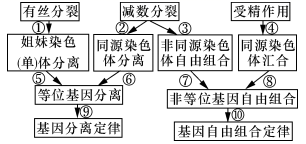 有丝分裂 减数分裂 受精作用
① ② ③ ④
姐妹染色 同源染色 非同源染色 同源染色
(单)体分离 体分离 体自由组合 体汇合
⑤ ⑥ ⑦ ⑧
等位基因分离 非等位基因自由组合
⑨ ⑩
基因分离定律 基因自由组合定律